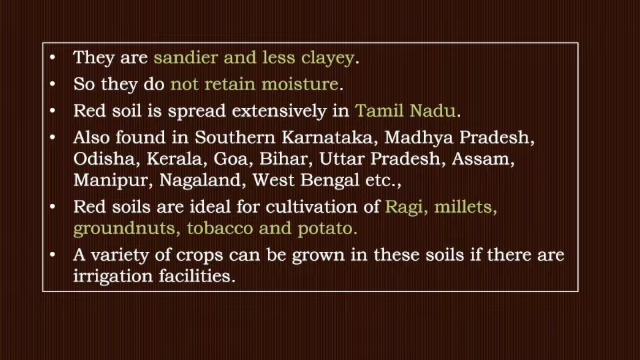 • They are sandier and less clayey.
• So they do not retain moisture.
• Red soil is spread extensively in Tamil Nadu.
• Also found in Southern Karnataka, Madhya Pradesh,
Odisha, Kerala, Goa, Bihar, Uttar Pradesh, Assam,
Manipur, Nagaland, West Bengal etc.,
• Red soils are ideal for cultivation of Ragi, millets,
groundnuts, tobacco and potato.
• A variety of crops can be grown in these soils if there are
irrigation facilities.